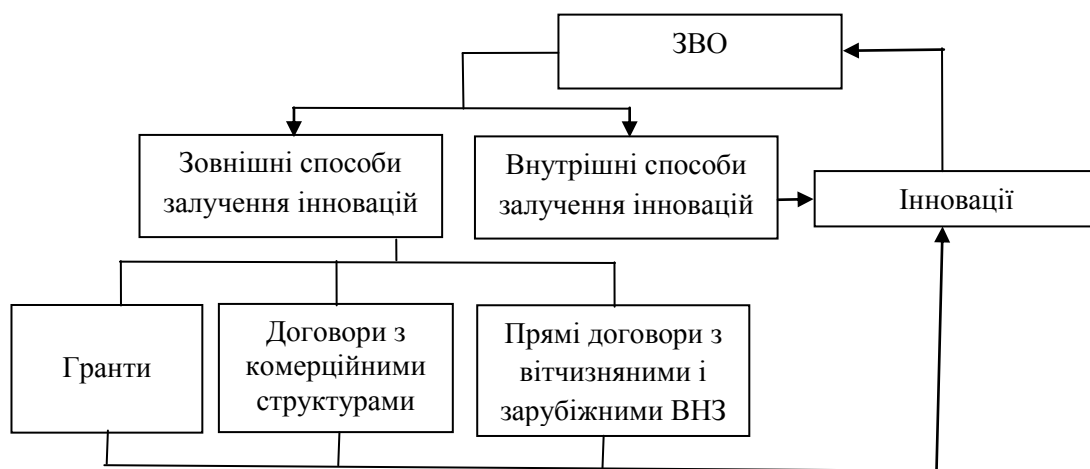 ЗВО
Зовнішні способи
залучення інновацій
Внутрішні способи
залучення інновацій
Інновації
Гранти
Договори з
комерційними
структурами
Прямі договори з
вітчизняними і
зарубіжними ВНЗ